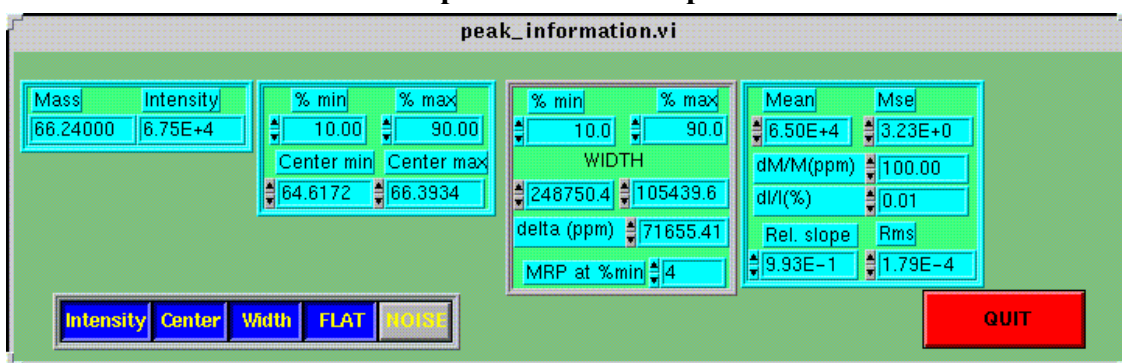 peak_information.vi
Mass Intensity
66.24000 6.75E+4
% min % max
10.00 90.00
Center min Center max
64.6172 66.3934
% min % max
10.0 90.0
WIDTH
248750.4 105439.6
delta (ppm) 71655.41
MRP at %min 4
Mean Mse
6.50E+4 3.23E+0
dM/M(ppm) 100.00
dI/I(%) 0.01
Rel. slope Rms
9.93E-1 1.79E-4
Intensity Center Width FLAT NOISE
QUIT